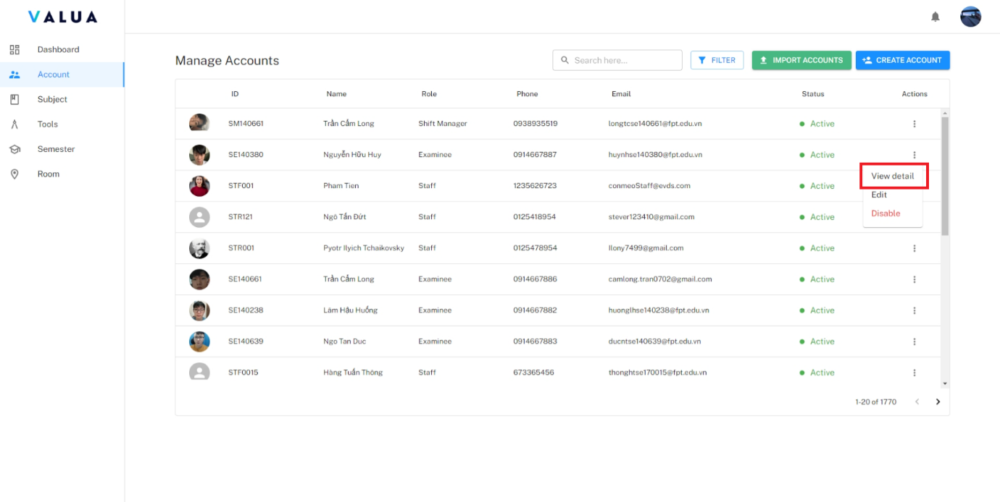 VALUA
Dashboard
Account
Subject
Tools
Semester
Room
Manage Accounts
Search here...
FILTER
IMPORT ACCOUNTS
CREATE ACCOUNT
ID Name Role Phone Email Status Actions
SM140661 Trần Cẩm Long Shift Manager 0938935519 longtcse140661@fpt.edu.vn Active
SE140380 Nguyễn Hữu Huy Examinee 0914667887 huynhse140380@fpt.edu.vn Active
View detail
Edit
Disable
STF001 Pham Tien Staff 1235626723 conmeoStaff@evds.com Active
STR121 Ngô Tấn Đứt Staff 0125418954 stever123410@gmail.com Active
STR001 Pyotr Ilyich Tchaikovsky Staff 0125478954 Ilony7499@gmail.com Active
SE140661 Trần Cẩm Long Examinee 0914667886 camlong.tran0702@gmail.com Active
SE140238 Lâm Hậu Huống Examinee 0914667882 huonglhse140238@fpt.edu.vn Active
SE140639 Ngo Tan Duc Examinee 0914667883 ducntse140639@fpt.edu.vn Active
STF0015 Hàng Tuấn Thông Staff 673365456 thonghtse170015@fpt.edu.vn Active
1-20 of 1770